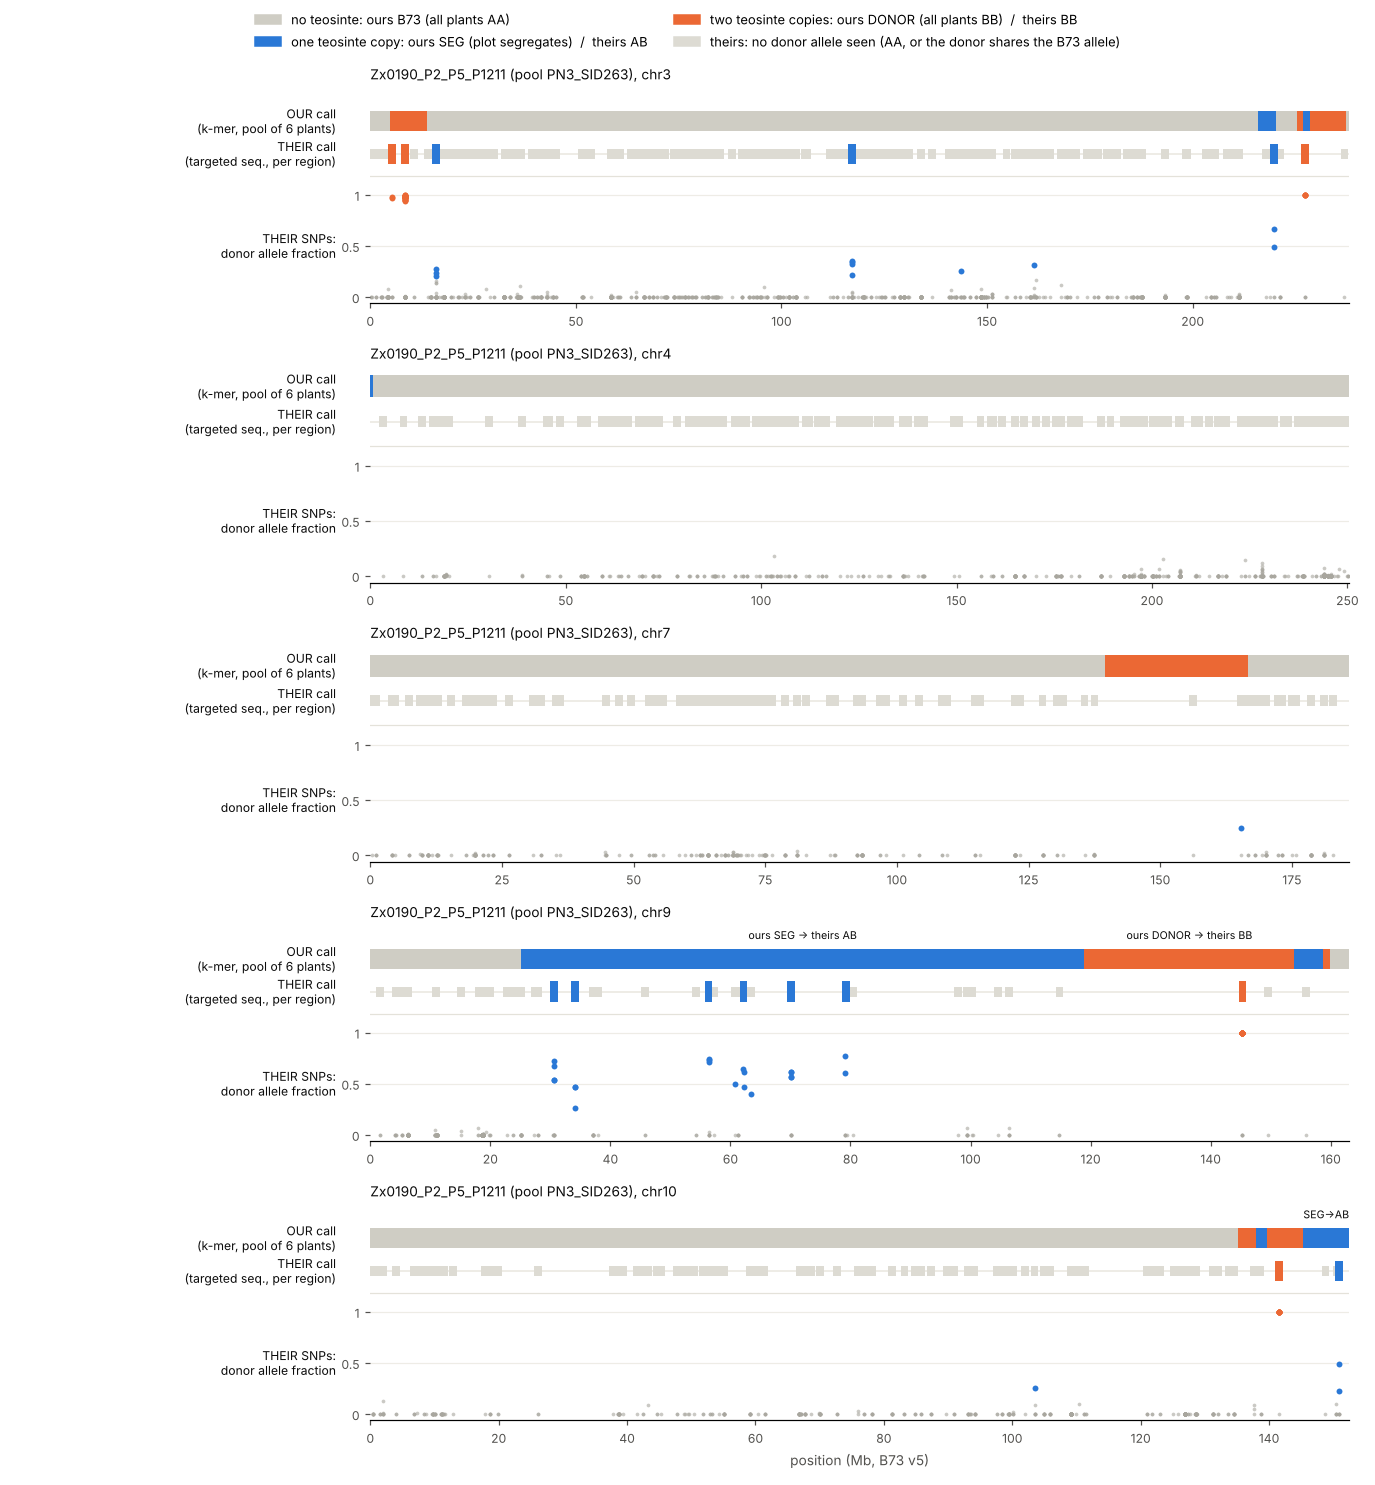 no teosinte: ours B73 (all plants AA)
two teosinte copies: ours DONOR (all plants BB)  /  theirs BB
one teosinte copy: ours SEG (plot segregates)  /  theirs AB
theirs: no donor allele seen (AA, or the donor shares the B73 allele)
Zx0190_P2_P5_P1211 (pool PN3_SID263), chr3
OUR call
(k-mer, pool of 6 plants)
THEIR call
(targeted seq., per region)
1
THEIR SNPs:
donor allele fraction
0.5
0
0 50 100 150 200
Zx0190_P2_P5_P1211 (pool PN3_SID263), chr4
OUR call
(k-mer, pool of 6 plants)
THEIR call
(targeted seq., per region)
1
THEIR SNPs:
donor allele fraction
0.5
0
0 50 100 150 200 250
Zx0190_P2_P5_P1211 (pool PN3_SID263), chr7
OUR call
(k-mer, pool of 6 plants)
THEIR call
(targeted seq., per region)
1
THEIR SNPs:
donor allele fraction
0.5
0
0 25 50 75 100 125 150 175
Zx0190_P2_P5_P1211 (pool PN3_SID263), chr9
ours SEG → theirs AB
ours DONOR → theirs BB
OUR call
(k-mer, pool of 6 plants)
THEIR call
(targeted seq., per region)
1
THEIR SNPs:
donor allele fraction
0.5
0
0 20 40 60 80 100 120 140 160
Zx0190_P2_P5_P1211 (pool PN3_SID263), chr10
SEG→AB
OUR call
(k-mer, pool of 6 plants)
THEIR call
(targeted seq., per region)
1
THEIR SNPs:
donor allele fraction
0.5
0
0 20 40 60 80 100 120 140
position (Mb, B73 v5)